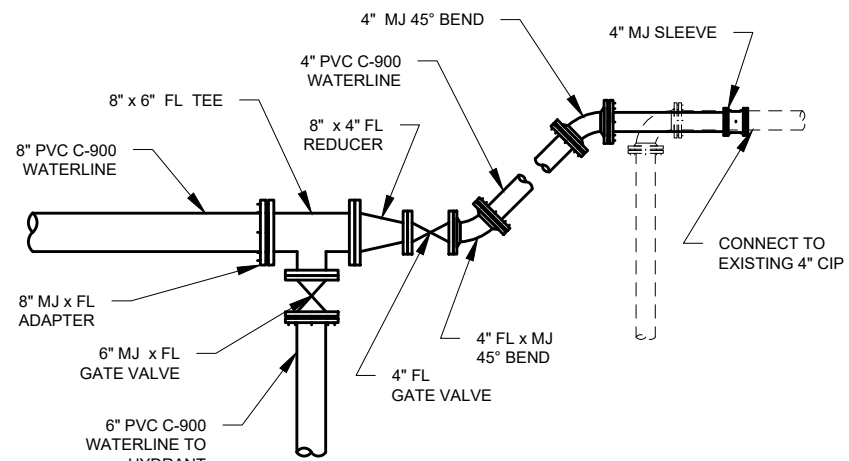 4" MJ 45° BEND
4" MJ SLEEVE
4" PVC C-900
WATERLINE
8" x 6" FL TEE
8" x 4" FL
REDUCER
8" PVC C-900
WATERLINE
CONNECT TO
EXISTING 4" CIP
8" MJ x FL
ADAPTER
6" MJ x FL
GATE VALVE
4" FL x MJ
45° BEND
4" FL
GATE VALVE
6" PVC C-900
WATERLINE TO
HYDRANT